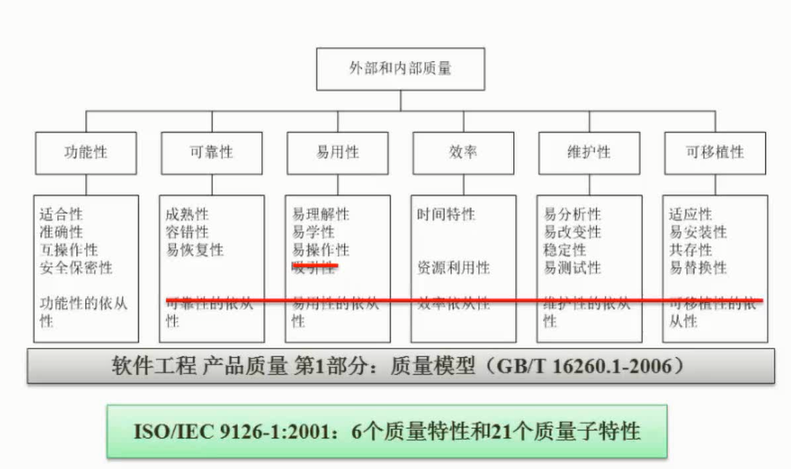 外部和内部质量
功能性
可靠性
易用性
效率
维护性
可移植性
适合性
准确性
互操作性
安全保密性
功能性的依从
性
成熟性
容错性
易恢复性
可靠性的依从
性
易理解性
易学性
易操作性
吸引性
易用性的依从
性
时间特性
资源利用性
效率依从性
易分析性
易改变性
稳定性
易测试性
维护性的依从
性
适应性
易安装性
共存性
易替换性
可移植性的依
从性
软件工程 产品质量 第1部分：质量模型（GB/T 16260.1-2006）
ISO/IEC 9126-1:2001：6个质量特性和21个质量子特性